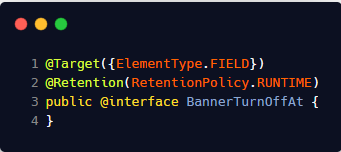 1 @Target({ElementType.FIELD})
2 @Retention(RetentionPolicy.RUNTIME)
3 public @interface BannerTurnOffAt {
4 }